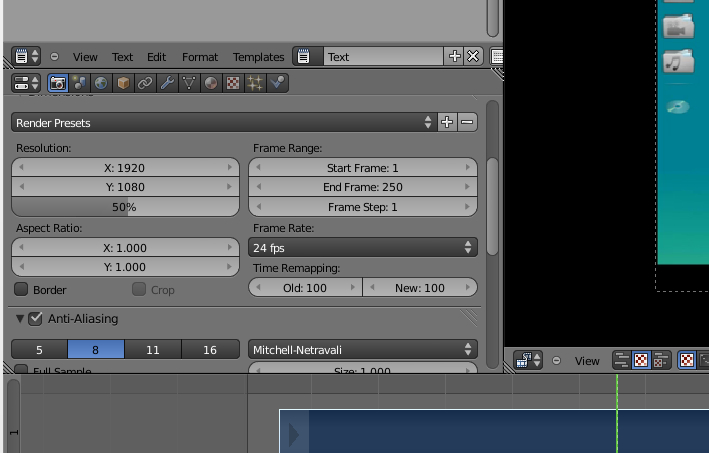 View Text Edit Format Templates Text
Dimensions
Render Presets
Resolution: Frame Range:
X: 1920 Start Frame: 1
Y: 1080 End Frame: 250
50% Frame Step: 1
Aspect Ratio: Frame Rate:
X: 1.000 24 fps
Y: 1.000 Time Remapping:
Border Crop Old: 100 New: 100
Anti-Aliasing
5 8 11 16 Mitchell-Netravali
View
Full Sample Size: 1.000
1